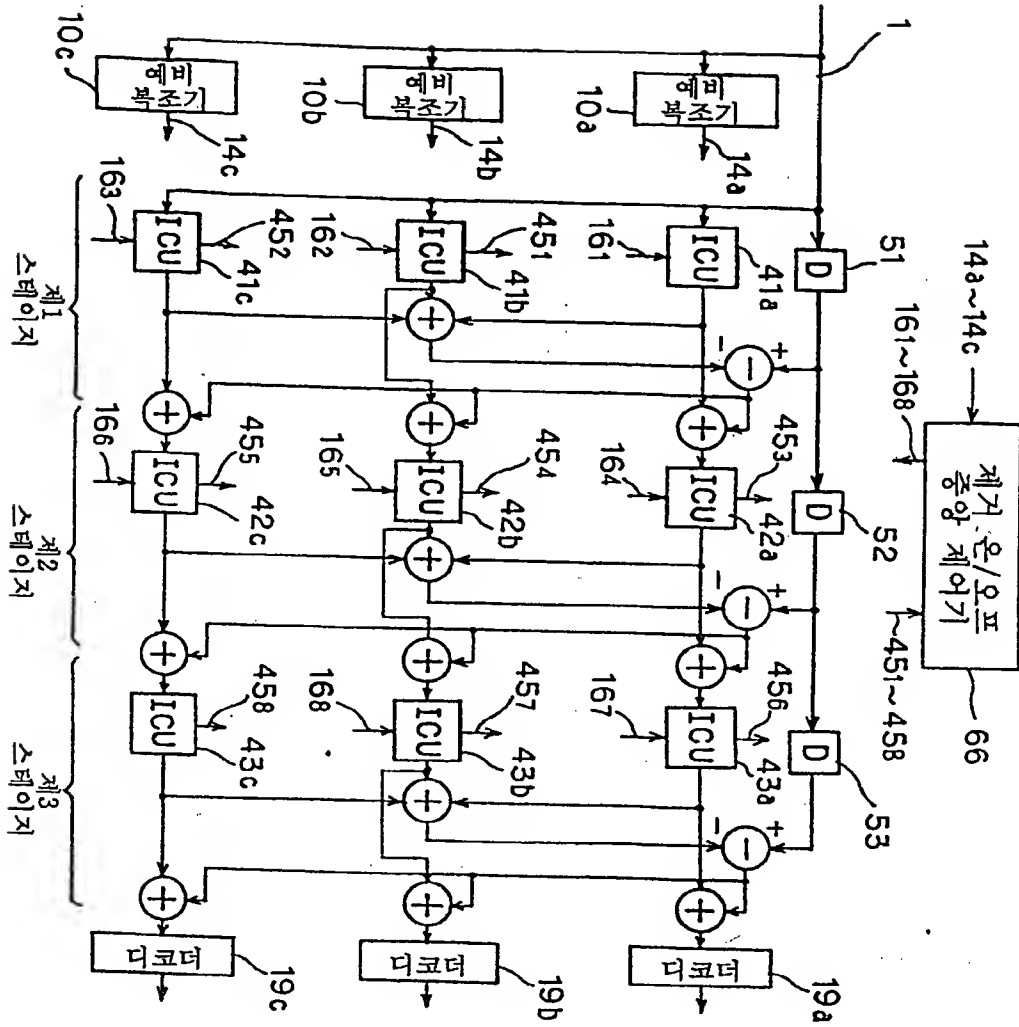 1
51
52
53
14a~14c
161~168
제거 온/오프
중앙 제어기
~451~458
66
예비
복조기
10a
14a
예비
복조기
10b
14b
예비
복조기
10c
14c
161
ICU
41a
162
ICU
451
41b
163
ICU
452
41c
D
+
−
+
−
+
+
제1
스테이지
164
ICU
453
42a
165
ICU
454
42b
166
ICU
455
42c
D
+
−
+
−
+
+
+
제2
스테이지
167
ICU
456
43a
168
ICU
457
43b
ICU
458
43c
D
+
−
+
−
+
+
+
제3
스테이지
+
디코더
19a
디코더
19b
디코더
19c